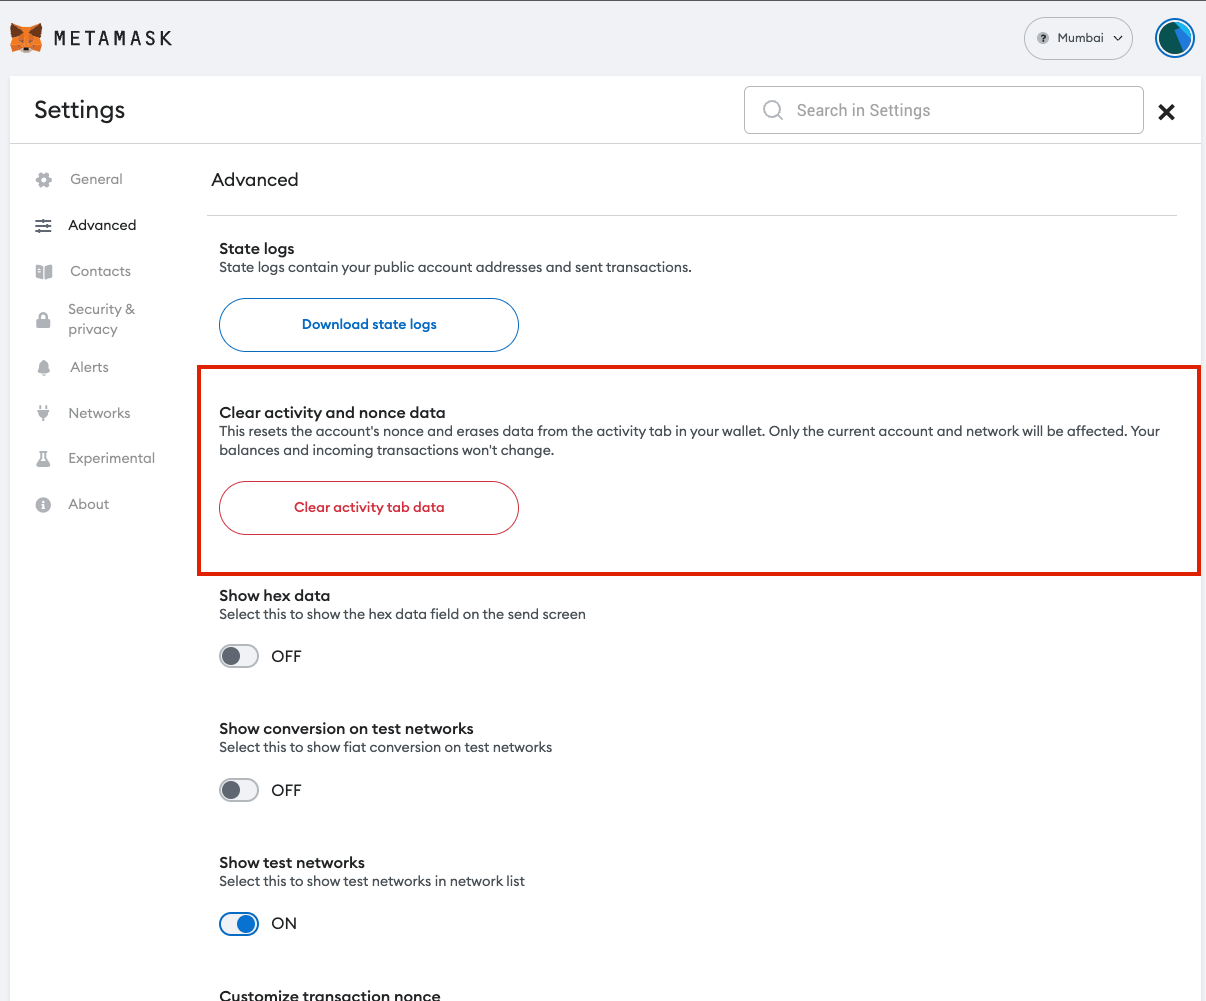 METAMASK
? Mumbai
Settings
Search in Settings
General
Advanced
Contacts
Security &
privacy
Alerts
Networks
Experimental
About
Advanced
State logs
State logs contain your public account addresses and sent transactions.
Download state logs
Clear activity and nonce data
This resets the account's nonce and erases data from the activity tab in your wallet. Only the current account and network will be affected. Your
balances and incoming transactions won't change.
Clear activity tab data
Show hex data
Select this to show the hex data field on the send screen
OFF
Show conversion on test networks
Select this to show fiat conversion on test networks
OFF
Show test networks
Select this to show test networks in network list
ON
Customize transaction nonce